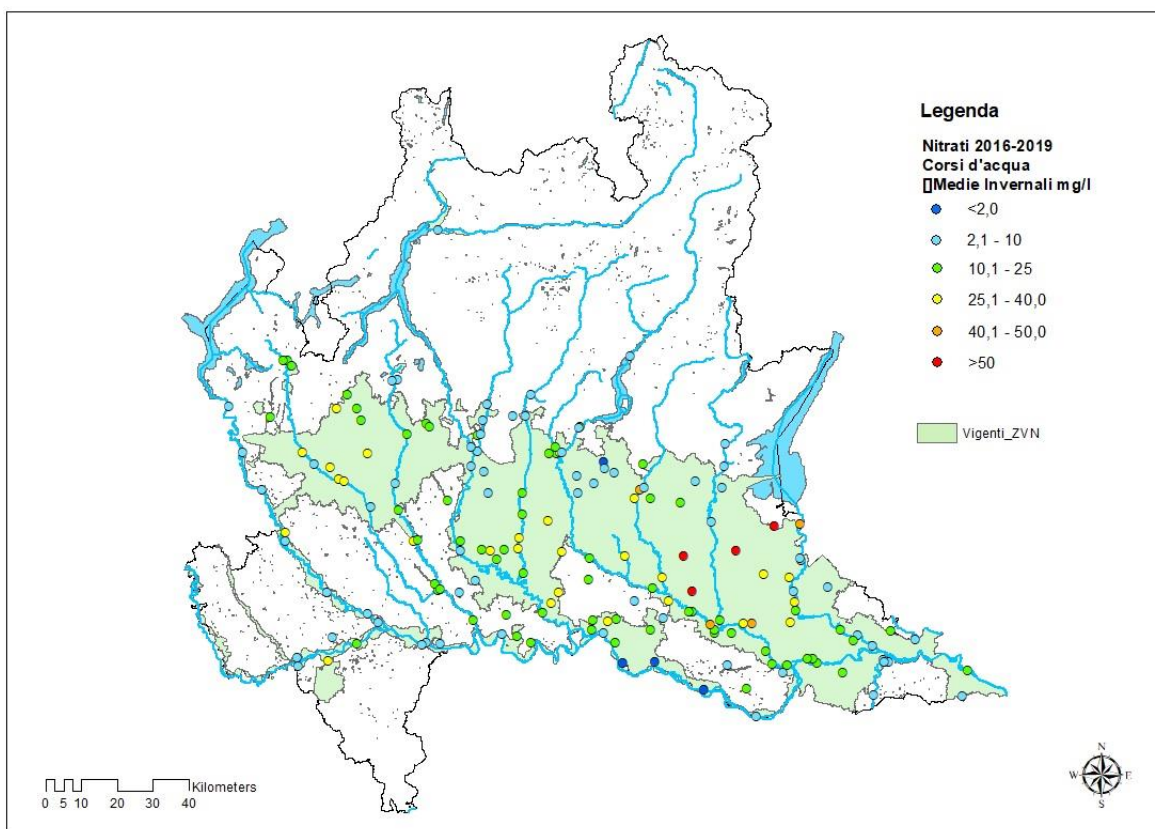 Legenda
Nitrati 2016-2019
Corsi d'acqua
▯Medie Invernali mg/l
<2,0
2,1 - 10
10,1 - 25
25,1 - 40,0
40,1 - 50,0
>50
Vigenti_ZVN
N
W E
S
Kilometers
0 5 10 20 30 40